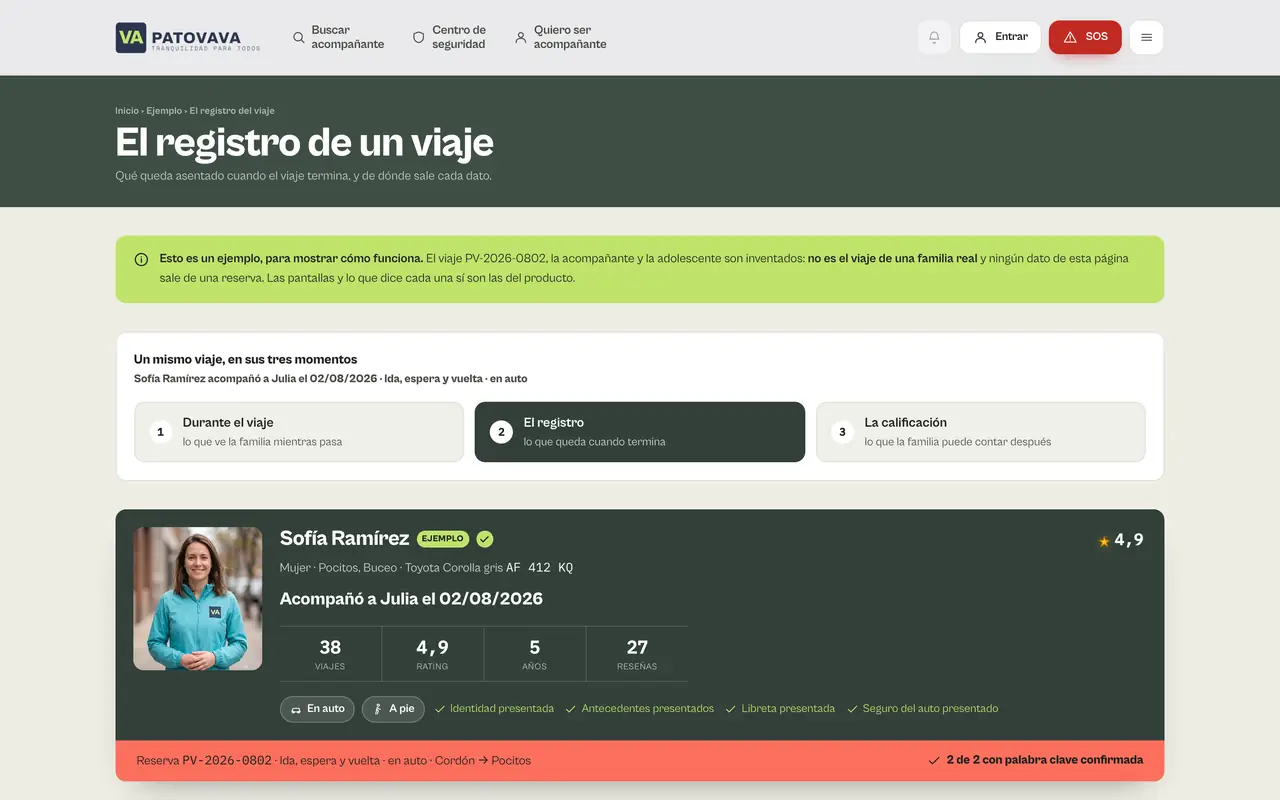 VA PATOVAVA
TRANQUILIDAD PARA TODOS
Buscar
acompañante
Centro de
seguridad
Quiero ser
acompañante
Entrar
SOS
Inicio › Ejemplo › El registro del viaje
El registro de un viaje
Qué queda asentado cuando el viaje termina, y de dónde sale cada dato.
Esto es un ejemplo, para mostrar cómo funciona. El viaje PV-2026-0802, la acompañante y la adolescente son inventados: no es el viaje de una familia real y ningún dato de esta página
sale de una reserva. Las pantallas y lo que dice cada una sí son las del producto.
Un mismo viaje, en sus tres momentos
Sofía Ramírez acompañó a Julia el 02/08/2026 · Ida, espera y vuelta · en auto
1
Durante el viaje
lo que ve la familia mientras pasa
2
El registro
lo que queda cuando termina
3
La calificación
lo que la familia puede contar después
Sofía Ramírez EJEMPLO
★ 4,9
Mujer · Pocitos, Buceo · Toyota Corolla gris AF 412 KQ
Acompañó a Julia el 02/08/2026
VA
38
VIAJES
4,9
RATING
5
AÑOS
27
RESEÑAS
En auto
A pie
✓ Identidad presentada
✓ Antecedentes presentados
✓ Libreta presentada
✓ Seguro del auto presentado
Reserva PV-2026-0802 · Ida, espera y vuelta · en auto · Cordón → Pocitos
✓ 2 de 2 con palabra clave confirmada